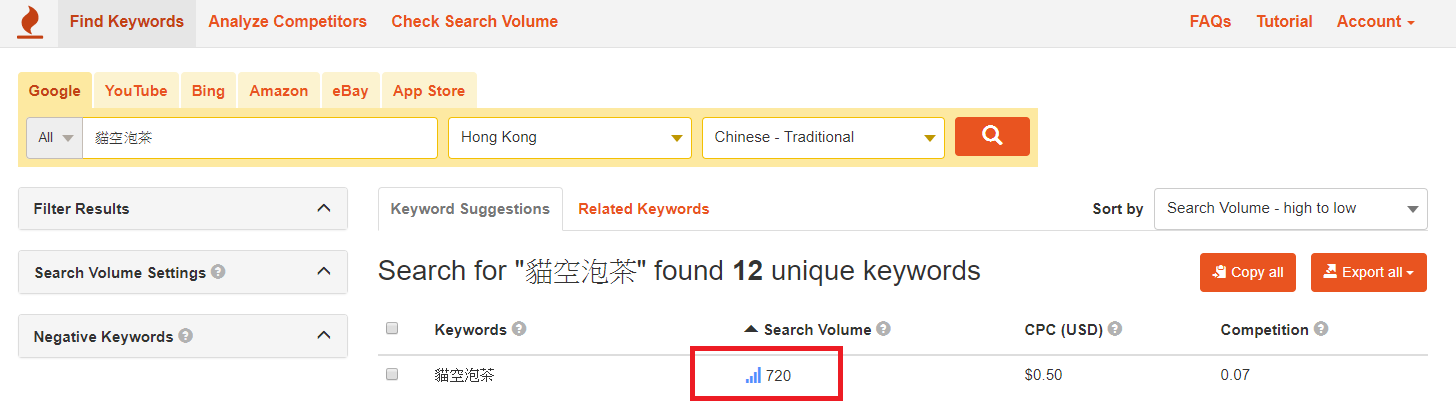 Find Keywords Analyze Competitors Check Search Volume FAQs Tutorial Account
Google YouTube Bing Amazon eBay App Store
All 貓空泡茶 Hong Kong Chinese - Traditional
Filter Results
Search Volume Settings ?
Negative Keywords ?
Keyword Suggestions Related Keywords Sort by Search Volume - high to low
Search for "貓空泡茶" found 12 unique keywords Copy all Export all
Keywords ? Search Volume ? CPC (USD) ? Competition ?
貓空泡茶 720 $0.50 0.07